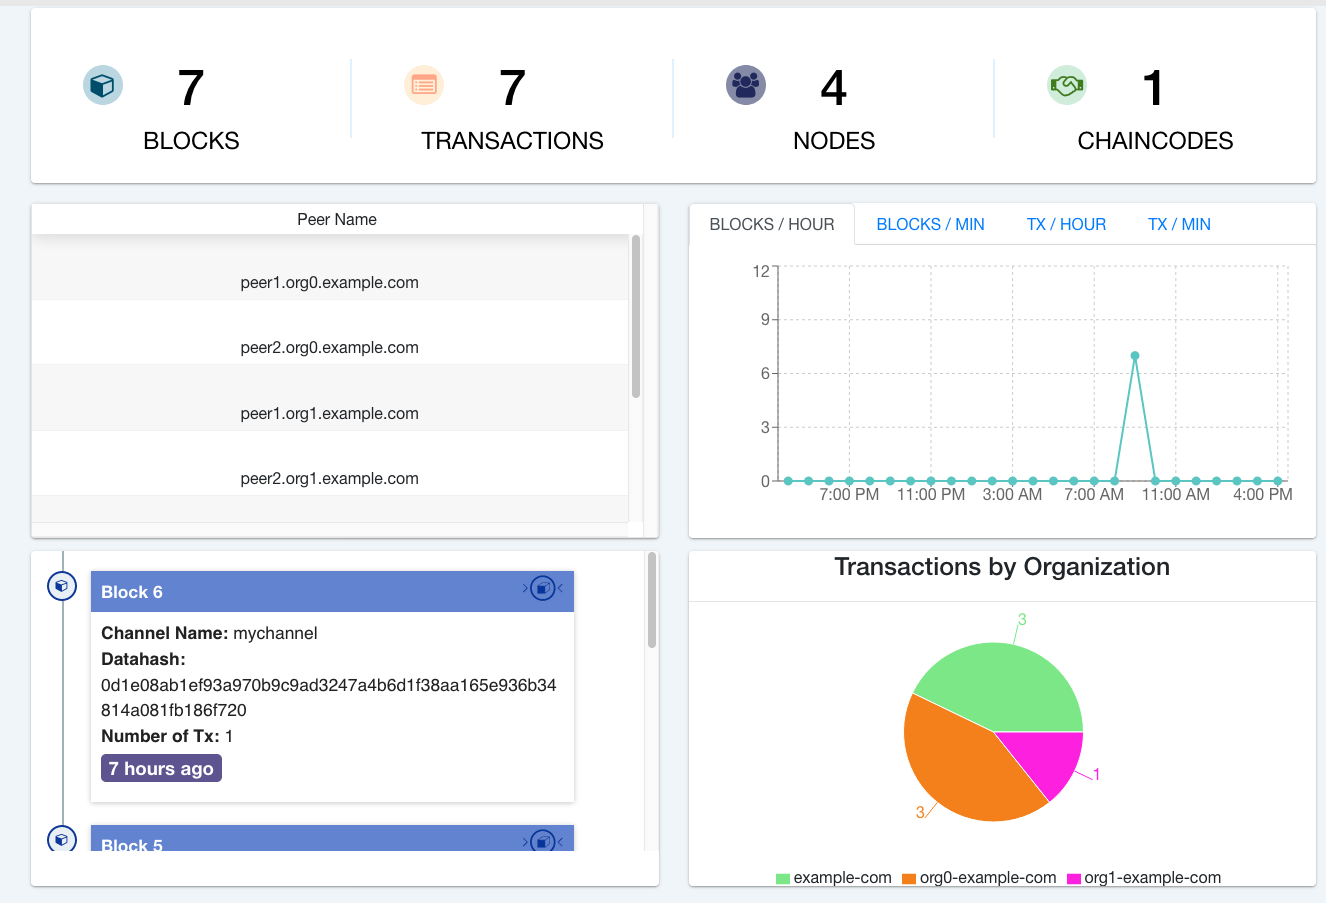 7
BLOCKS
7
TRANSACTIONS
4
NODES
1
CHAINCODES
Peer Name
peer1.org0.example.com
peer2.org0.example.com
peer1.org1.example.com
peer2.org1.example.com
BLOCKS / HOUR
BLOCKS / MIN
TX / HOUR
TX / MIN
12
9
6
3
0
7:00 PM
11:00 PM
3:00 AM
7:00 AM
11:00 AM
4:00 PM
Block 6
Channel Name: mychannel
Datahash:
0d1e08ab1ef93a970b9c9ad3247a4b6d1f38aa165e936b34
814a081fb186f720
Number of Tx: 1
7 hours ago
Block 5
Transactions by Organization
3
1
3
example-com
org0-example-com
org1-example-com